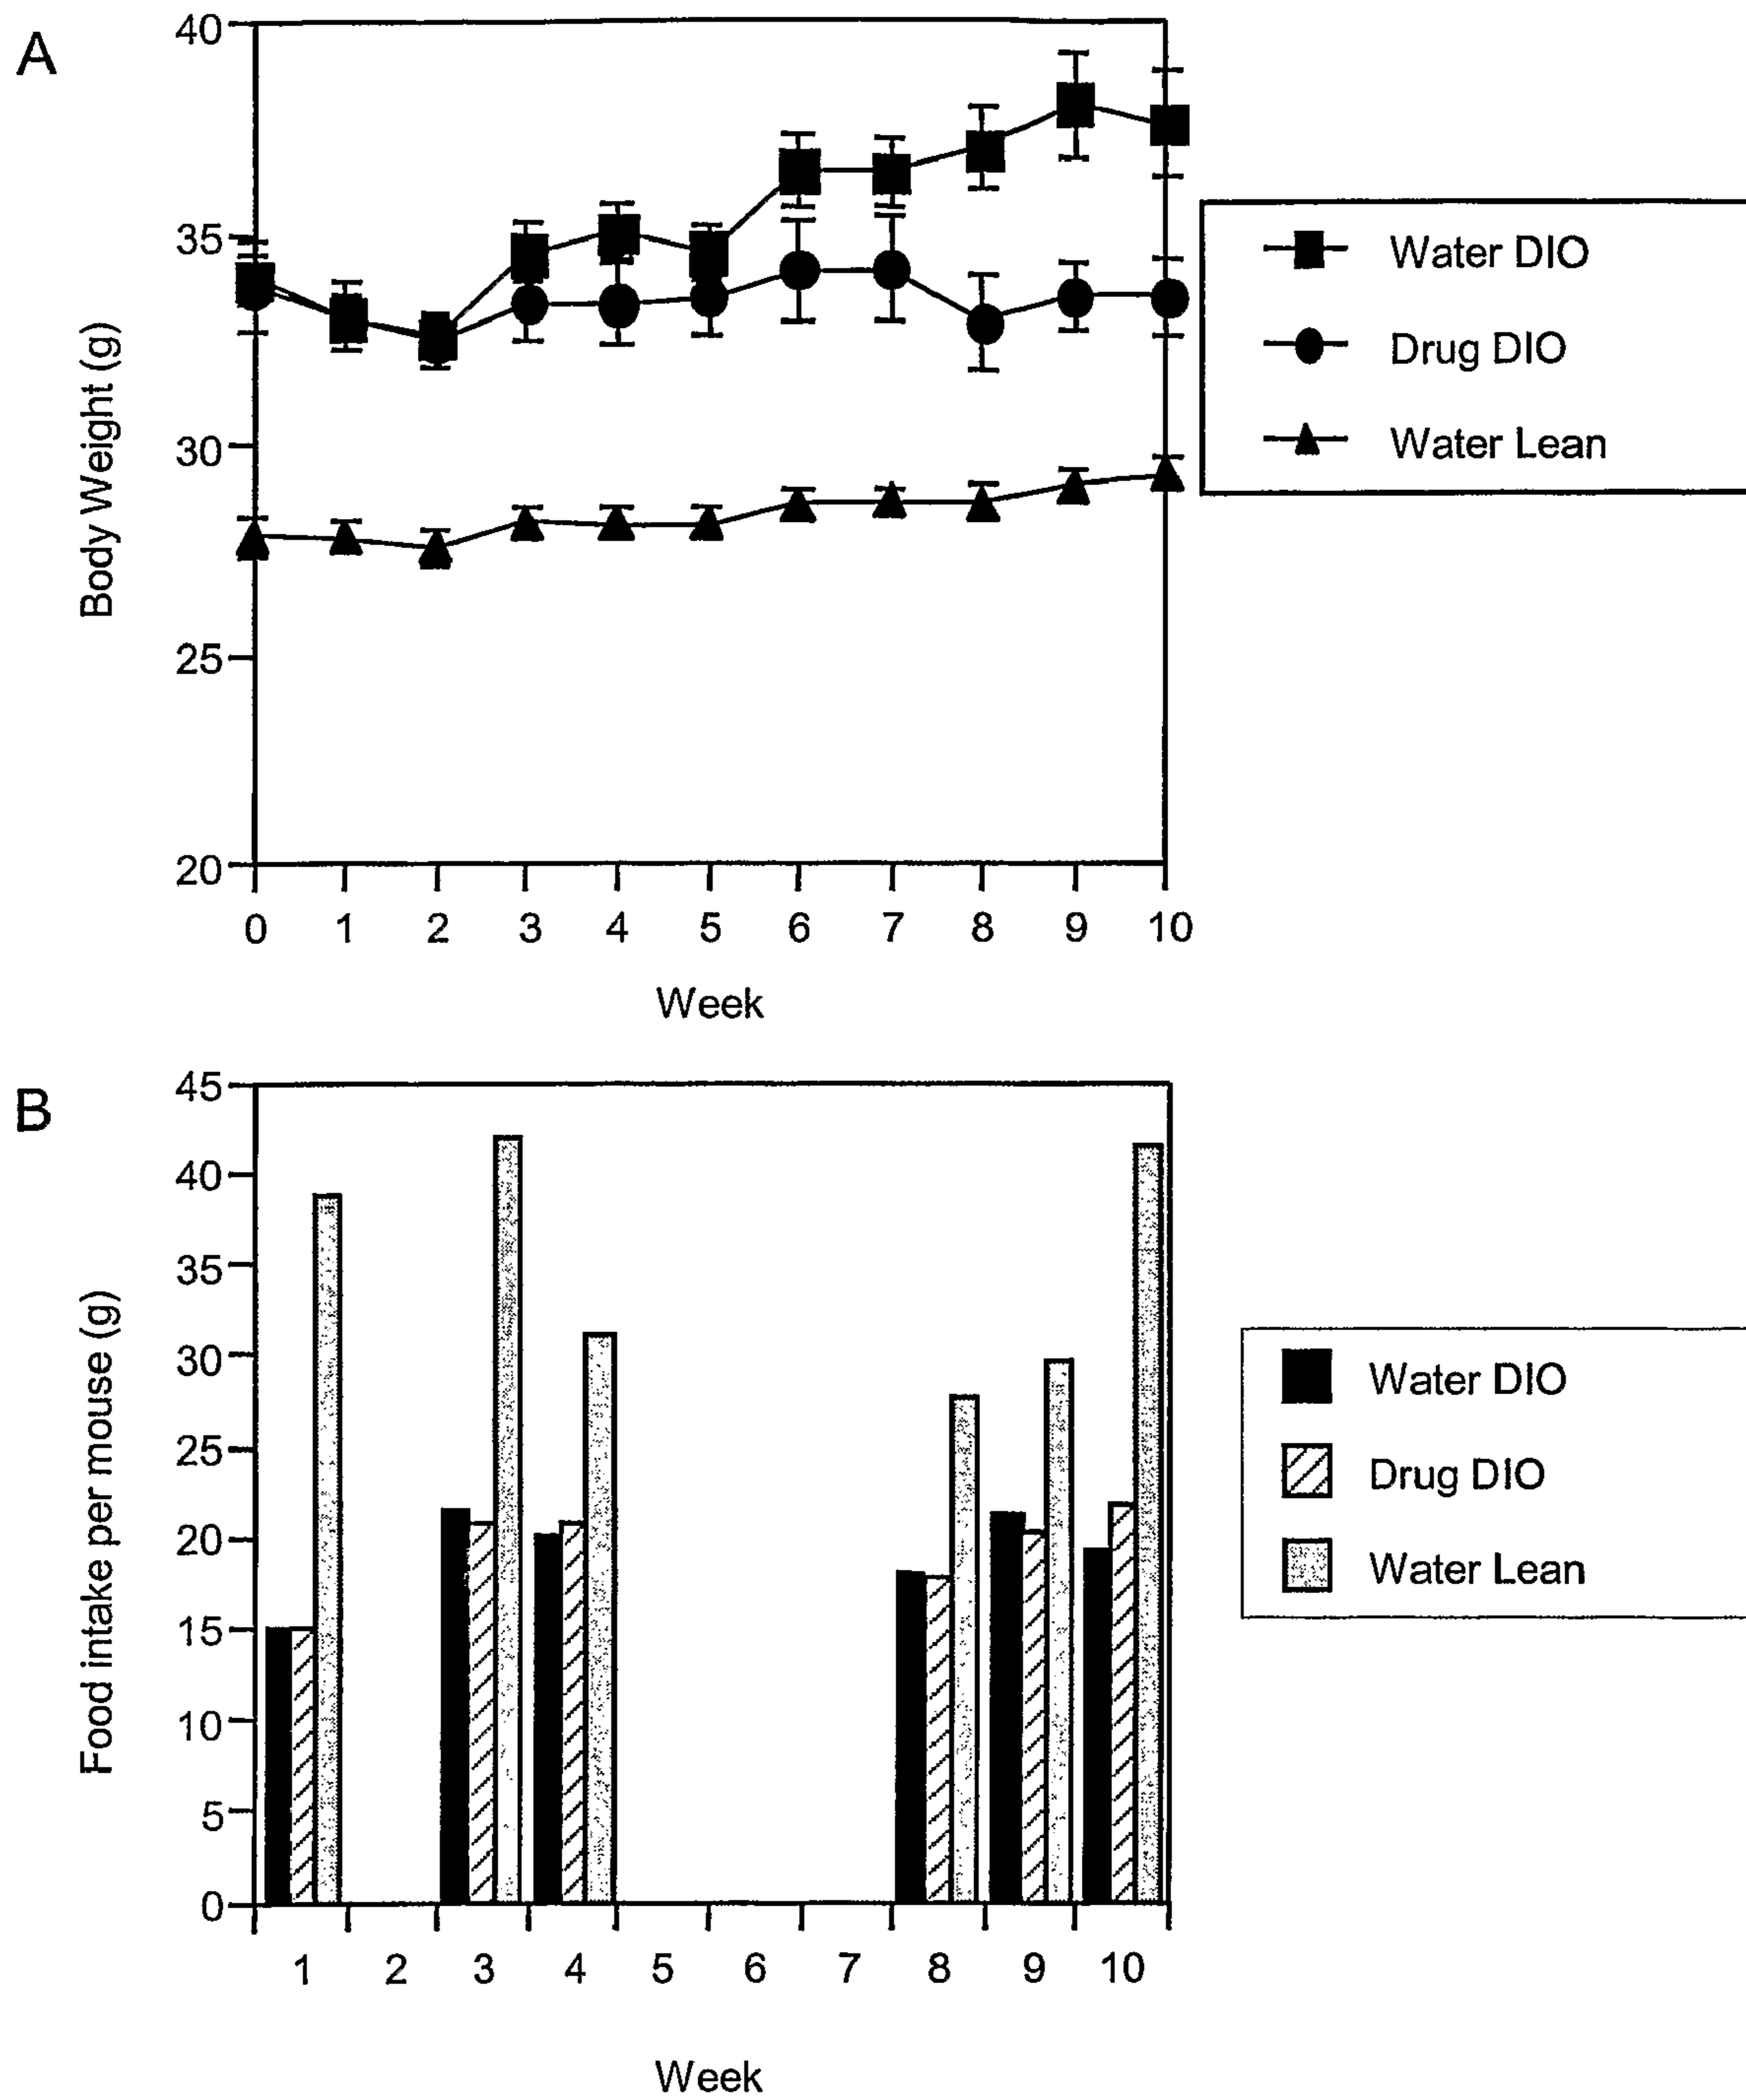 A
40
35
30
25
20
Body Weight (g)
0 1 2 3 4 5 6 7 8 9 10
Week
Water DIO
Drug DIO
Water Lean
B
45
40
35
30
25
20
15
10
5
0
Food intake per mouse (g)
1 2 3 4 5 6 7 8 9 10
Week
Water DIO
Drug DIO
Water Lean